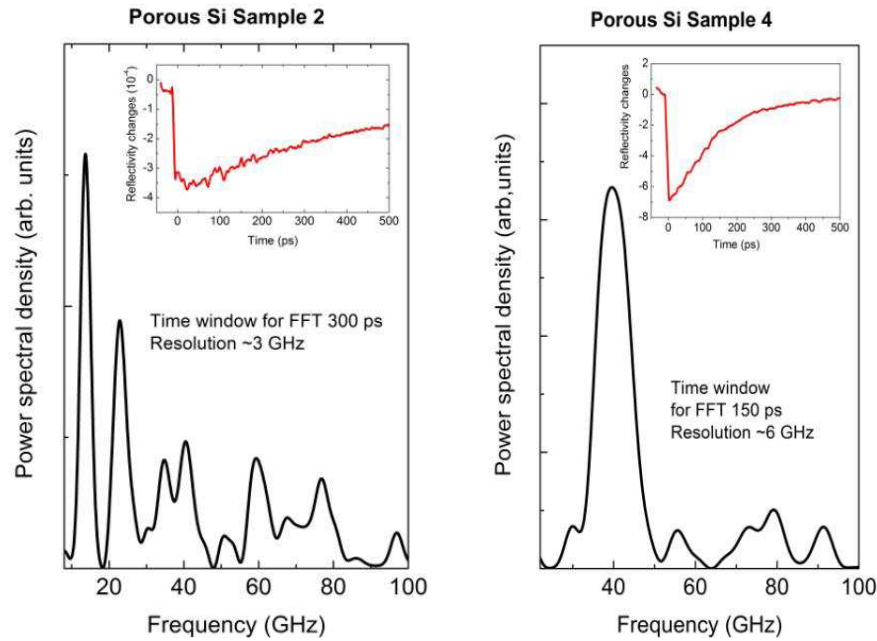 Porous Si Sample 2
Power spectral density (arb. units)
Reflectivity changes (10⁻⁴)
0
-1
-2
-3
-4
0
100
200
300
400
500
Time (ps)
Time window for FFT 300 ps
Resolution ~3 GHz
20
40
60
80
100
Frequency (GHz)
Porous Si Sample 4
Power spectral density (arb,units)
Reflectivity changes
2
0
-2
-4
-6
-8
0
100
200
300
400
500
Time (ps)
Time window
for FFT 150 ps
Resolution ~6 GHz
40
60
80
100
Frequency (GHz)